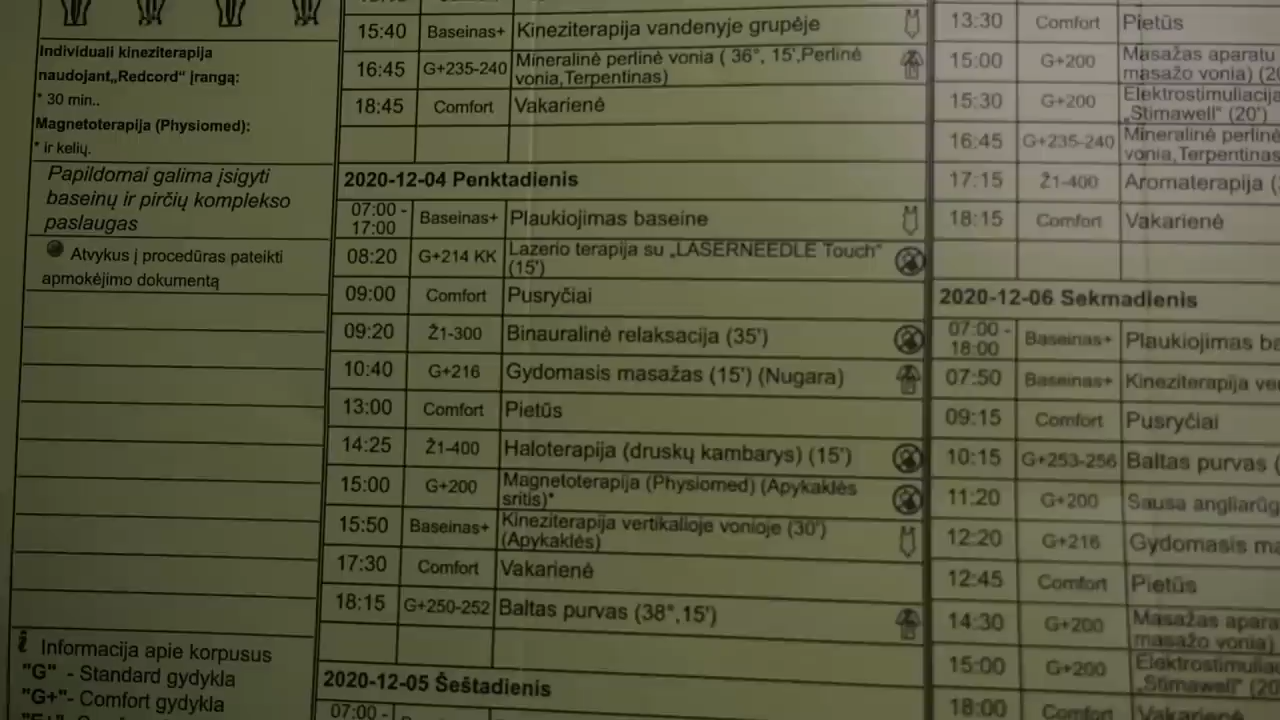 Individuali kineziterapija
naudojant„Redcord“ įrangą:
* 30 min..
Magnetoterapija (Physiomed):
* ir kelių.
Papildomai galima įsigyti
baseinų ir pirčių komplekso
paslaugas
Atvykus į procedūras pateikti
apmokėjimo dokumentą
i Informacija apie korpusus
"G" - Standard gydykla
"G+"- Comfort gydykla
15:40 Baseinas+ Kineziterapija vandenyje grupėje
16:45 G+235-240 Mineralinė perlinė vonia ( 36°, 15',Perlinė
vonia,Terpentinas)
18:45 Comfort Vakarienė
2020-12-04 Penktadienis
07:00 -
17:00 Baseinas+ Plaukiojimas baseine
08:20 G+214 KK Lazerio terapija su „LASERNEEDLE Touch“
(15')
09:00 Comfort Pusryčiai
09:20 Ž1-300 Binauralinė relaksacija (35')
10:40 G+216 Gydomasis masažas (15') (Nugara)
13:00 Comfort Pietūs
14:25 Ž1-400 Haloterapija (druskų kambarys) (15')
15:00 G+200 Magnetoterapija (Physiomed) (Apykaklės
sritis)*
15:50 Baseinas+ Kineziterapija vertikalioje vonioje (30')
(Apykaklės)
17:30 Comfort Vakarienė
18:15 G+250-252 Baltas purvas (38°,15')
2020-12-05 Šeštadienis
07:00 -
13:30 Comfort Pietūs
15:00 G+200 Masažas aparatu
masažo vonia) (20
15:30 G+200 Elektrostimuliacija
„Stimawell“ (20')
16:45 G+235-240 Mineralinė perlinė
vonia,Terpentinas
17:15 Ž1-400 Aromaterapija (
18:15 Comfort Vakarienė
2020-12-06 Sekmadienis
07:00 -
18:00 Baseinas+ Plaukiojimas ba
07:50 Baseinas+ Kineziterapija ve
09:15 Comfort Pusryčiai
10:15 G+253-256 Baltas purvas (
11:20 G+200 Sausa angliarūg
12:20 G+216 Gydomasis ma
12:45 Comfort Pietūs
14:30 G+200 Masažas apara
masažo vonia)
15:00 G+200 Elektrostimulia
„Stimawell“ (20
18:00 Comfort Vakarienė